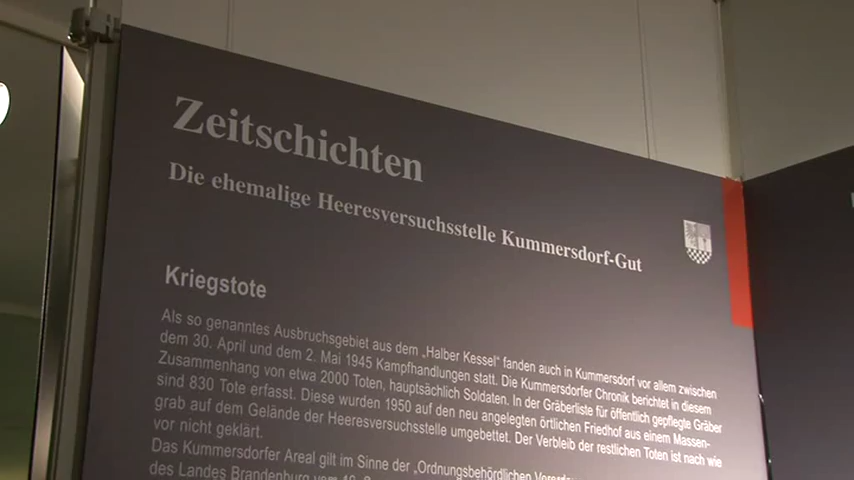 Zeitschichten
Die ehemalige Heeresversuchsstelle Kummersdorf-Gut
Kriegstote
Als so genanntes Ausbruchsgebiet aus dem „Halber Kessel“ fanden auch in Kummersdorf vor allem zwischen
dem 30. April und dem 2. Mai 1945 Kampfhandlungen statt. Die Kummersdorfer Chronik berichtet in diesem
Zusammenhang von etwa 2000 Toten, hauptsächlich Soldaten. In der Gräberliste für öffentlich gepflegte Gräber
sind 830 Tote erfasst. Diese wurden 1950 auf den neu angelegten örtlichen Friedhof aus einem Massen-
grab auf dem Gelände der Heeresversuchsstelle umgebettet. Der Verbleib der restlichen Toten ist nach wie
vor nicht geklärt.
Das Kummersdorfer Areal gilt im Sinne der „Ordnungsbehördlichen
des Landes Brandenburg vom